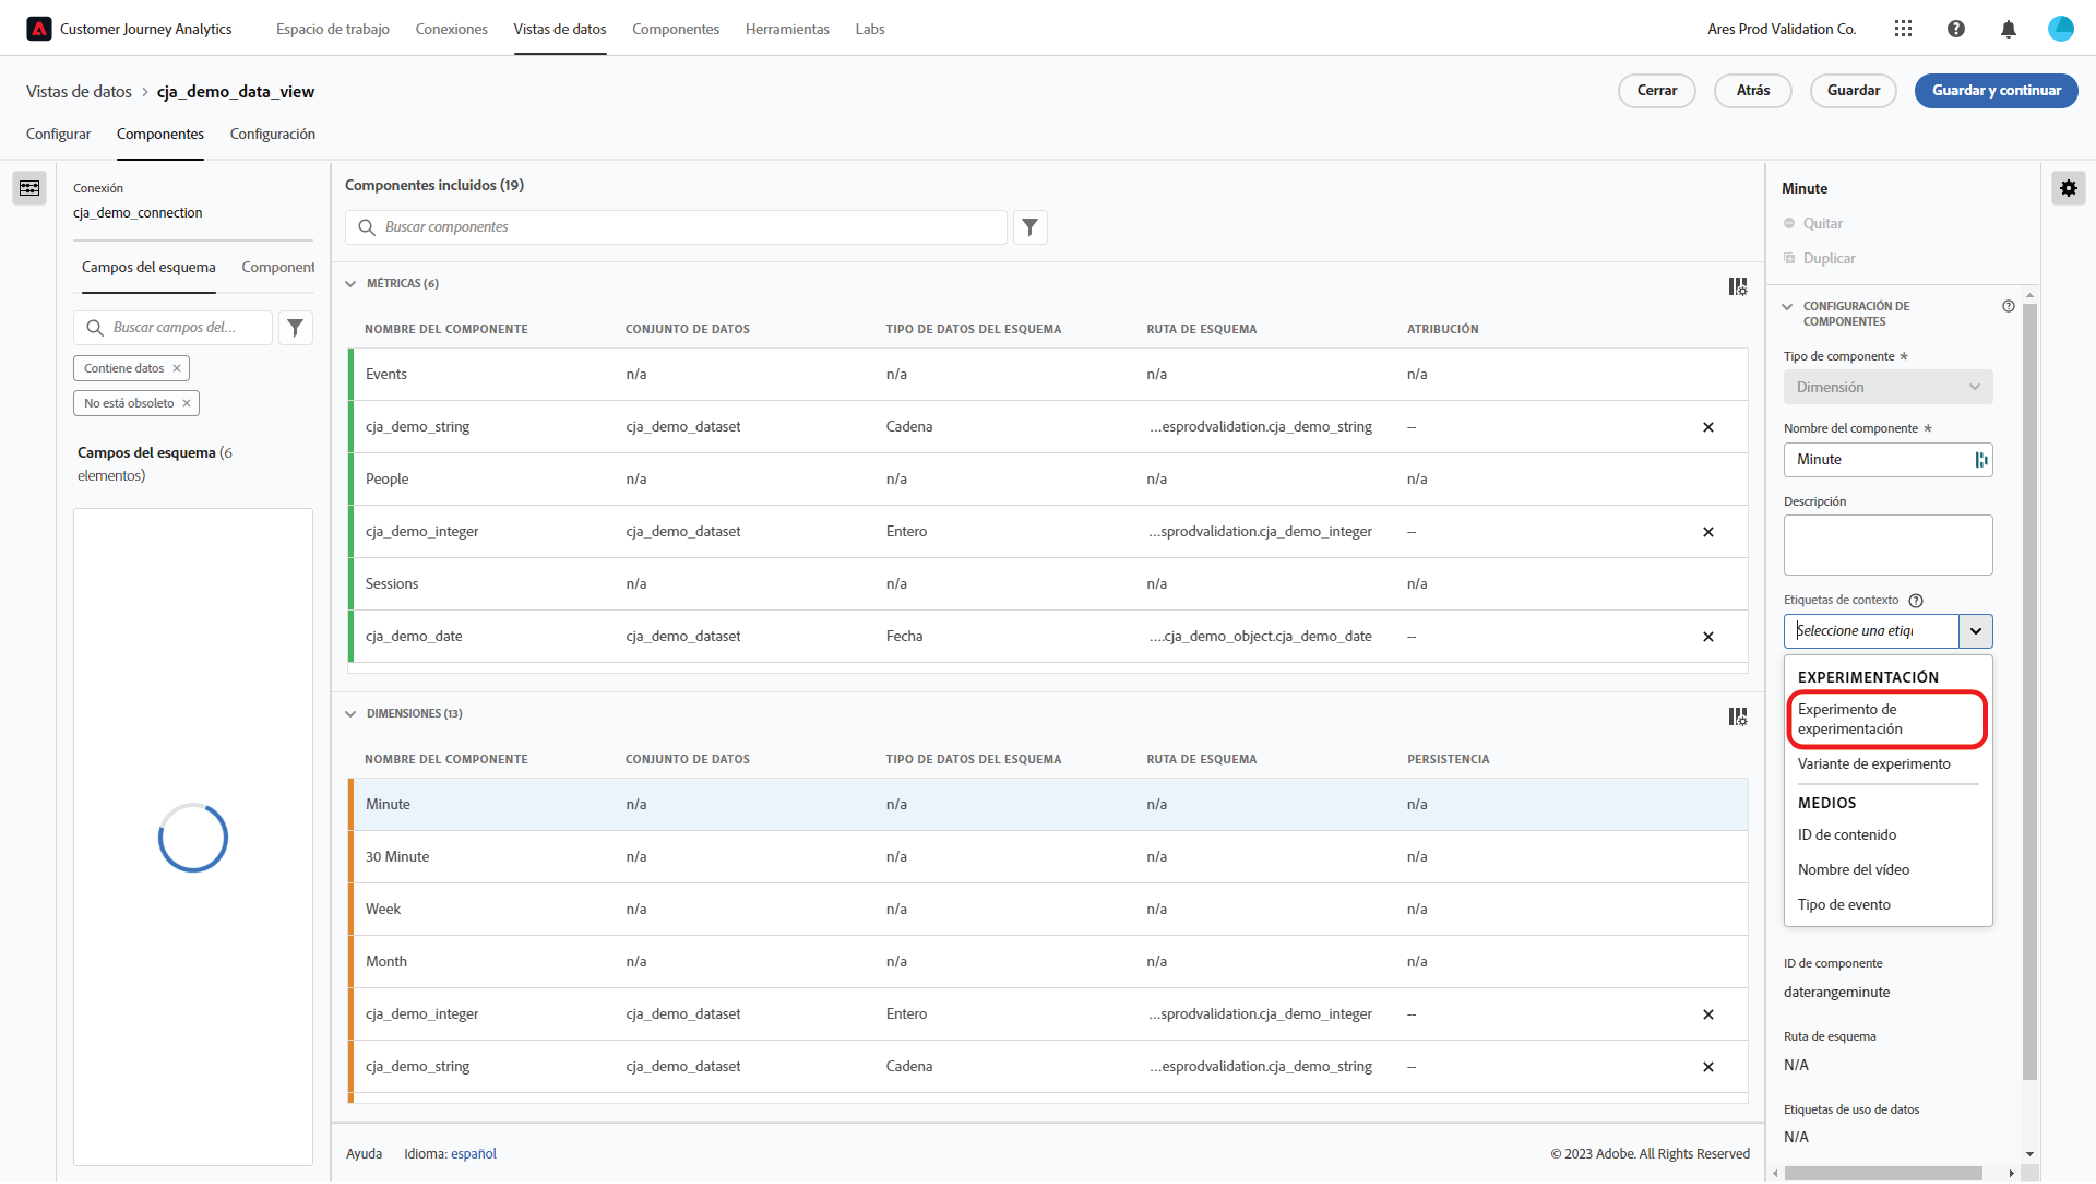 Customer Journey Analytics Espacio de trabajo Conexiones Vistas de datos Componentes Herramientas Labs Ares Prod Validation Co.
Vistas de datos > cja_demo_data_view Cerrar Atrás Guardar Guardar y continuar
Configurar Componentes Configuración
Conexión
cja_demo_connection
Campos del esquema Component
Buscar campos del...
Contiene datos ×
No está obsoleto ×
Campos del esquema (6
elementos)
Componentes incluidos (19)
Buscar componentes
MÉTRICAS (6)
NOMBRE DEL COMPONENTE CONJUNTO DE DATOS TIPO DE DATOS DEL ESQUEMA RUTA DE ESQUEMA ATRIBUCIÓN
Events n/a n/a n/a n/a
cja_demo_string cja_demo_dataset Cadena ...esprodvalidation.cja_demo_string --
People n/a n/a n/a n/a
cja_demo_integer cja_demo_dataset Entero ...sprodvalidation.cja_demo_integer --
Sessions n/a n/a n/a n/a
cja_demo_date cja_demo_dataset Fecha ....cja_demo_object.cja_demo_date --
DIMENSIONES (13)
NOMBRE DEL COMPONENTE CONJUNTO DE DATOS TIPO DE DATOS DEL ESQUEMA RUTA DE ESQUEMA PERSISTENCIA
Minute n/a n/a n/a n/a
30 Minute n/a n/a n/a n/a
Week n/a n/a n/a n/a
Month n/a n/a n/a n/a
cja_demo_integer cja_demo_dataset Entero ...sprodvalidation.cja_demo_integer --
cja_demo_string cja_demo_dataset Cadena ...esprodvalidation.cja_demo_string --
Ayuda Idioma: español © 2023 Adobe. All Rights Reserved
Minute
Quitar
Duplicar
CONFIGURACIÓN DE
COMPONENTES
Tipo de componente *
Dimensión
Nombre del componente *
Minute
Descripción
Etiquetas de contexto
Seleccione una etiqu
EXPERIMENTACIÓN
Experimento de
experimentación
Variante de experimento
MEDIOS
ID de contenido
Nombre del vídeo
Tipo de evento
ID de componente
daterangeminute
Ruta de esquema
N/A
Etiquetas de uso de datos
N/A